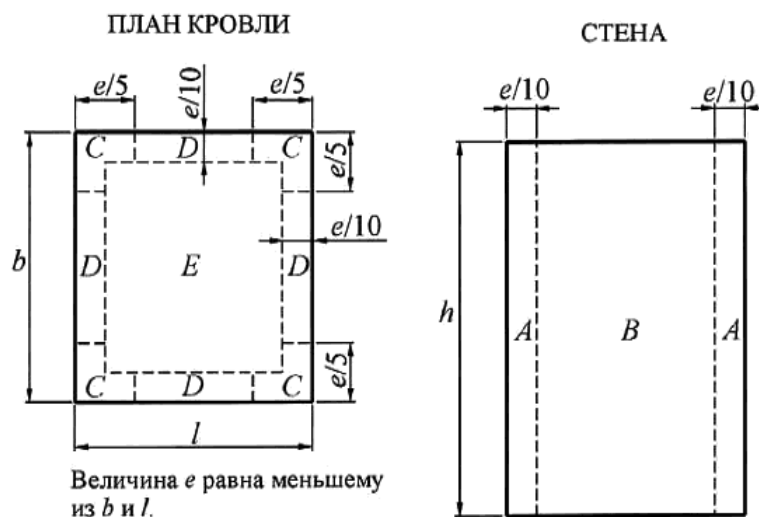 ПЛАН КРОВЛИ
СТЕНА
e/5
e/10
e/5
e/10
e/10
C
D
C
e/5
e/10
b
D
E
D
h
A
B
A
C
D
C
e/5
l
Величина e равна меньшему
из b и l.